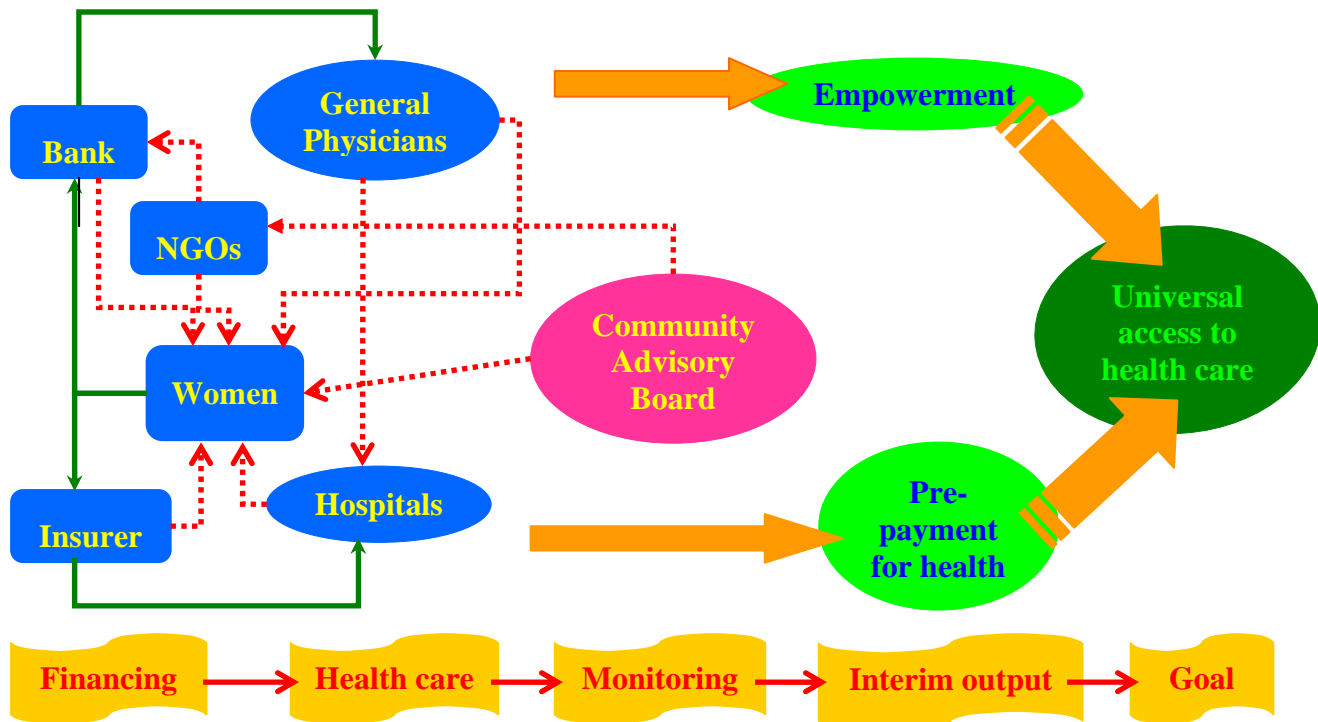 General
Physicians
Empowerment
Bank
NGOs
Universal
access to
health care
Community
Advisory
Board
Women
Hospitals
Pre-
payment
for health
Insurer
Financing
Health care
Monitoring
Interim output
Goal